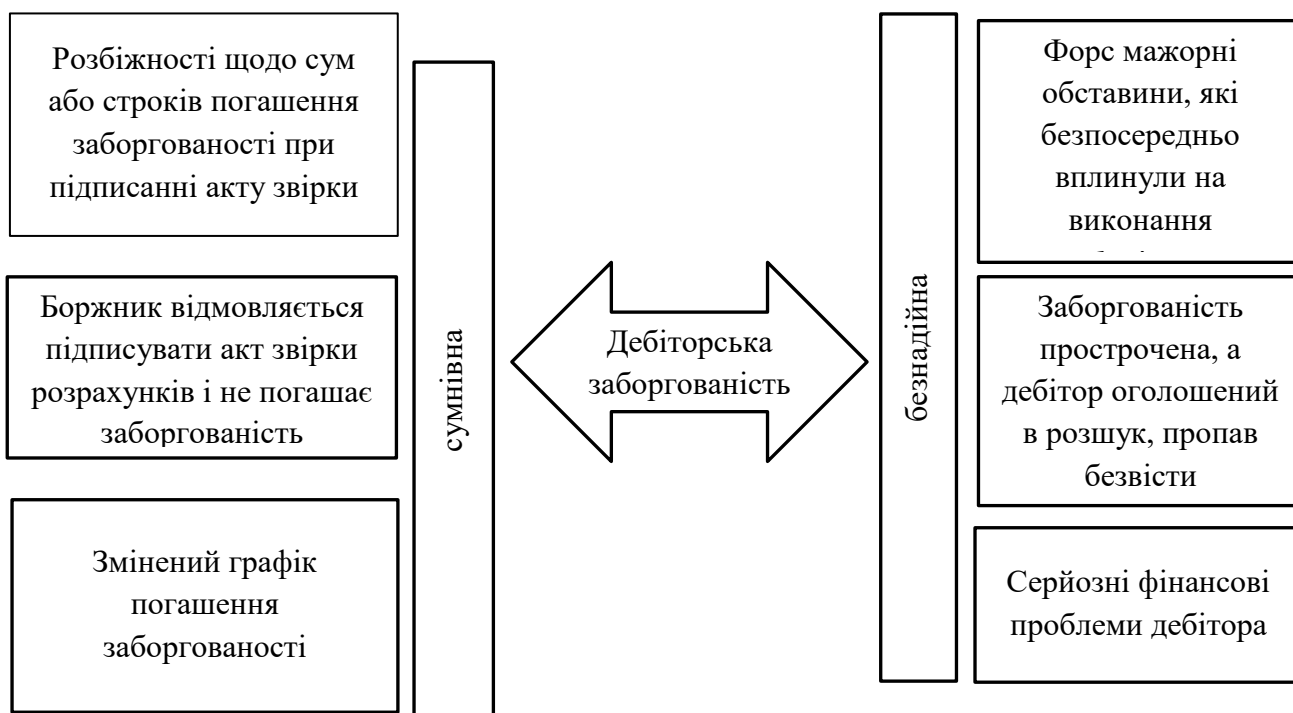 Розбіжності щодо сум
або строків погашення
заборгованості при
підписанні акту звірки
Боржник відмовляється
підписувати акт звірки
розрахунків і не погашає
заборгованість
Змінений графік
погашення
заборгованості
сумнівна
Дебіторська
заборгованість
безнадійна
Форс мажорні
обставини, які
безпосередньо
вплинули на
виконання
Заборгованість
прострочена, а
дебітор оголошений
в розшук, пропав
безвісти
Серйозні фінансові
проблеми дебітора